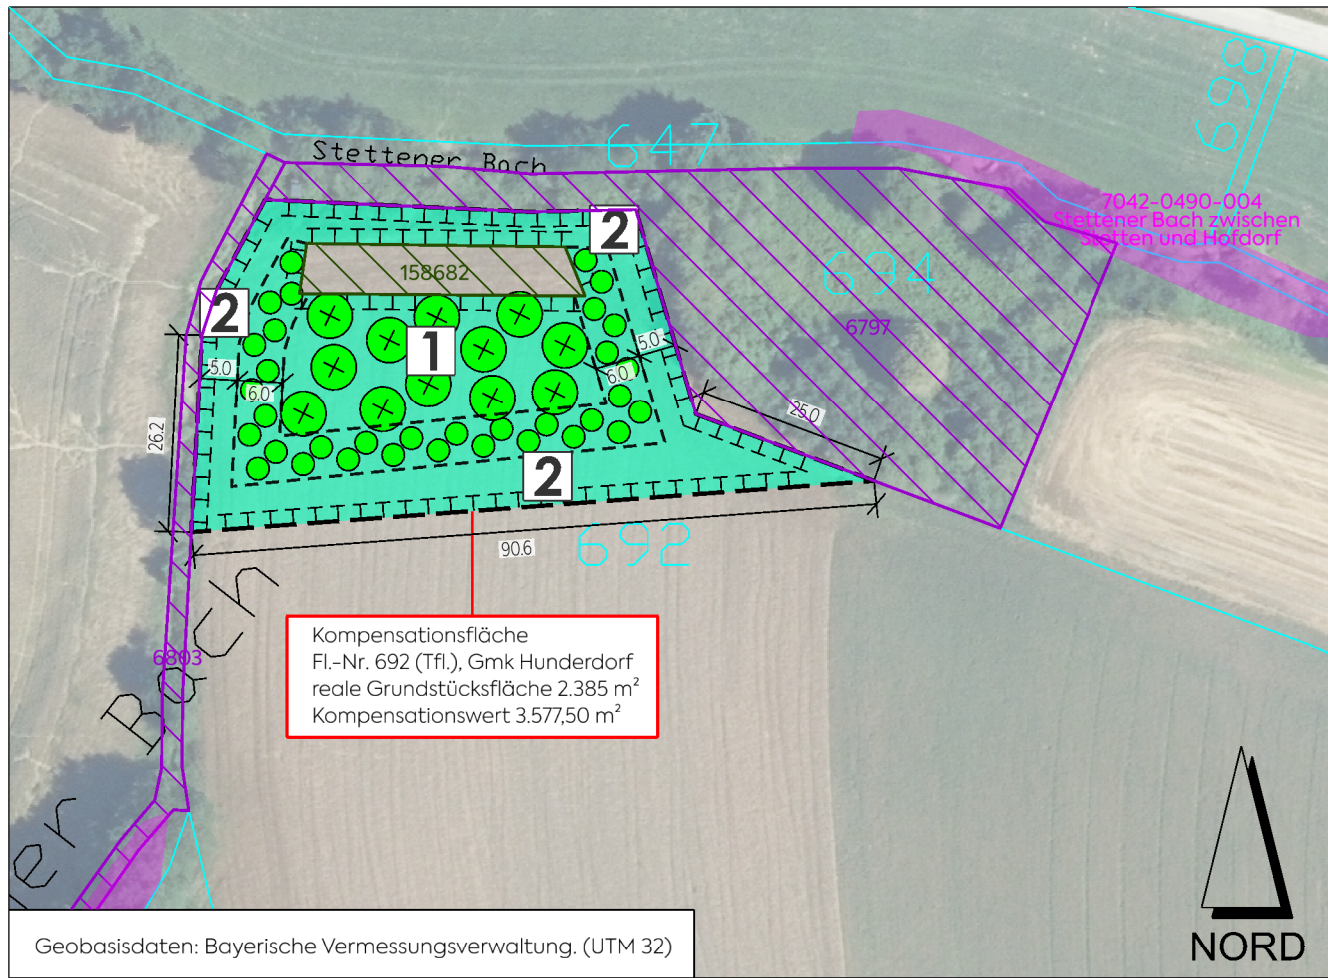 698
647
Stettener Bach
7042-0490-004
Stettener Bach zwischen
Stetten und Hofdorf
2
694
158682
2
6797
1
5.0
5.0
6.0
6.0
25.0
26.2
2
90.6
692
Kompensationsfläche
Fl.-Nr. 692 (Tfl.), Gmk Hunderdorf
reale Grundstücksfläche 2.385 m²
Kompensationswert 3.577,50 m²
6803
Bach
er
Geobasisdaten: Bayerische Vermessungsverwaltung. (UTM 32)
NORD